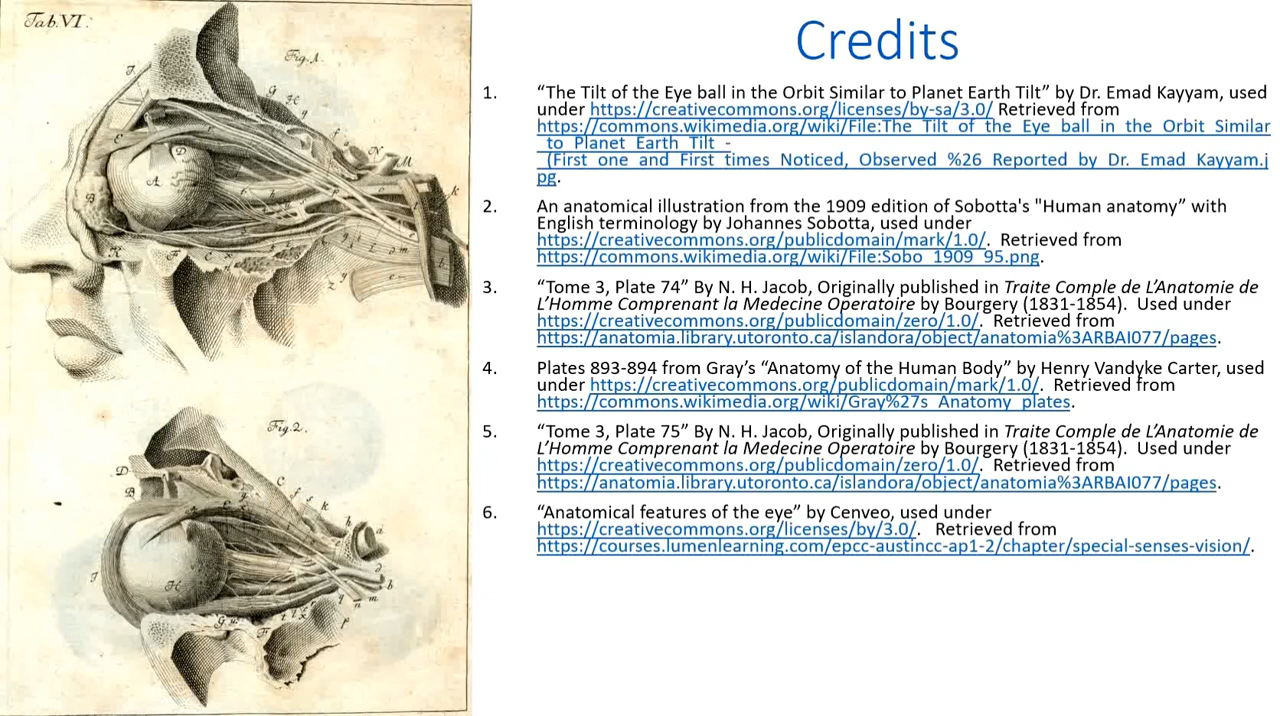 Tab. VI.
Fig. 1.
Fig. 2.
Credits
1. “The Tilt of the Eye ball in the Orbit Similar to Planet Earth Tilt” by Dr. Emad Kayyam, used
under https://creativecommons.org/licenses/by-sa/3.0/ Retrieved from
https://commons.wikimedia.org/wiki/File:The_Tilt_of_the_Eye_ball_in_the_Orbit_Similar
_to_Planet_Earth_Tilt_-
_(First_one_and_First_times_Noticed,_Observed_%26_Reported_by_Dr._Emad_Kayyam.j
pg.
2. An anatomical illustration from the 1909 edition of Sobotta's "Human anatomy” with
English terminology by Johannes Sobotta, used under
https://creativecommons.org/publicdomain/mark/1.0/. Retrieved from
https://commons.wikimedia.org/wiki/File:Sobo_1909_95.png.
3. “Tome 3, Plate 74” By N. H. Jacob, Originally published in Traite Comple de L’Anatomie de
L’Homme Comprenant la Medecine Operatoire by Bourgery (1831-1854). Used under
https://creativecommons.org/publicdomain/zero/1.0/. Retrieved from
https://anatomia.library.utoronto.ca/islandora/object/anatomia%3ARBAI077/pages.
4. Plates 893-894 from Gray’s “Anatomy of the Human Body” by Henry Vandyke Carter, used
under https://creativecommons.org/publicdomain/mark/1.0/. Retrieved from
https://commons.wikimedia.org/wiki/Gray%27s_Anatomy_plates.
5. “Tome 3, Plate 75” By N. H. Jacob, Originally published in Traite Comple de L’Anatomie de
L’Homme Comprenant la Medecine Operatoire by Bourgery (1831-1854). Used under
https://creativecommons.org/publicdomain/zero/1.0/. Retrieved from
https://anatomia.library.utoronto.ca/islandora/object/anatomia%3ARBAI077/pages.
6. “Anatomical features of the eye” by Cenveo, used under
https://creativecommons.org/licenses/by/3.0/. Retrieved from
https://courses.lumenlearning.com/epcc-austincc-ap1-2/chapter/special-senses-vision/.